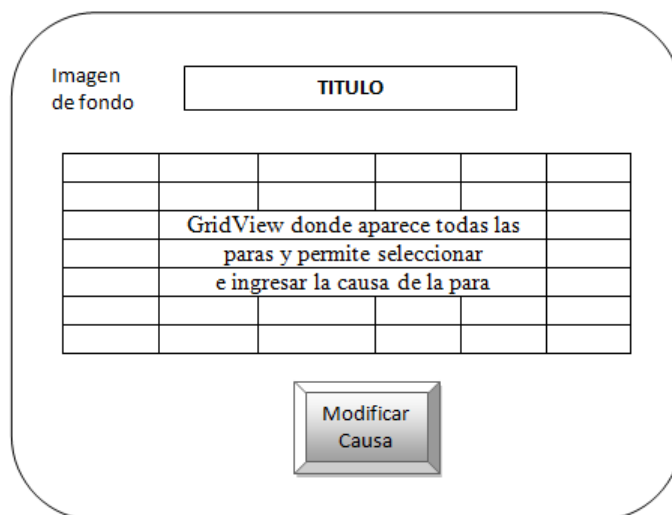 Imagen
de fondo
TITULO
GridView donde aparece todas las
paras y permite seleccionar
e ingresar la causa de la para
Modificar
Causa